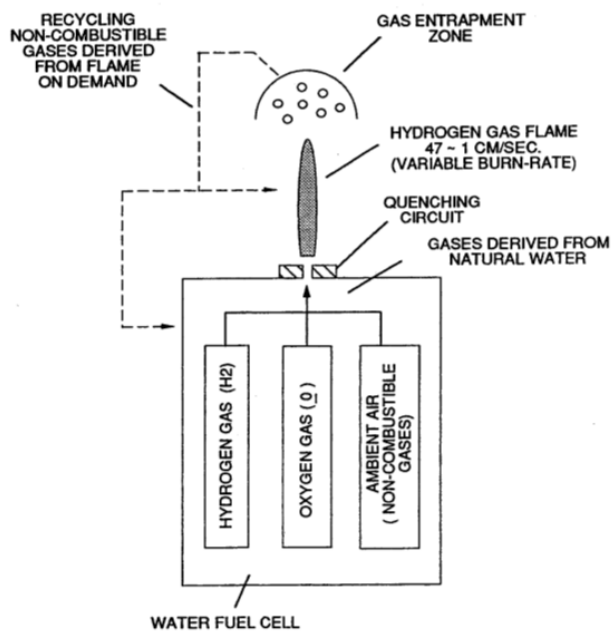 RECYCLING
NON-COMBUSTIBLE
GASES DERIVED
FROM FLAME
ON DEMAND
GAS ENTRAPMENT
ZONE
HYDROGEN GAS FLAME
47 ~ 1 CM/SEC.
(VARIABLE BURN-RATE)
QUENCHING
CIRCUIT
GASES DERIVED FROM
NATURAL WATER
HYDROGEN GAS (H2)
OXYGEN GAS (O)
AMBIENT AIR
( NON-COMBUSTIBLE
GASES)
WATER FUEL CELL